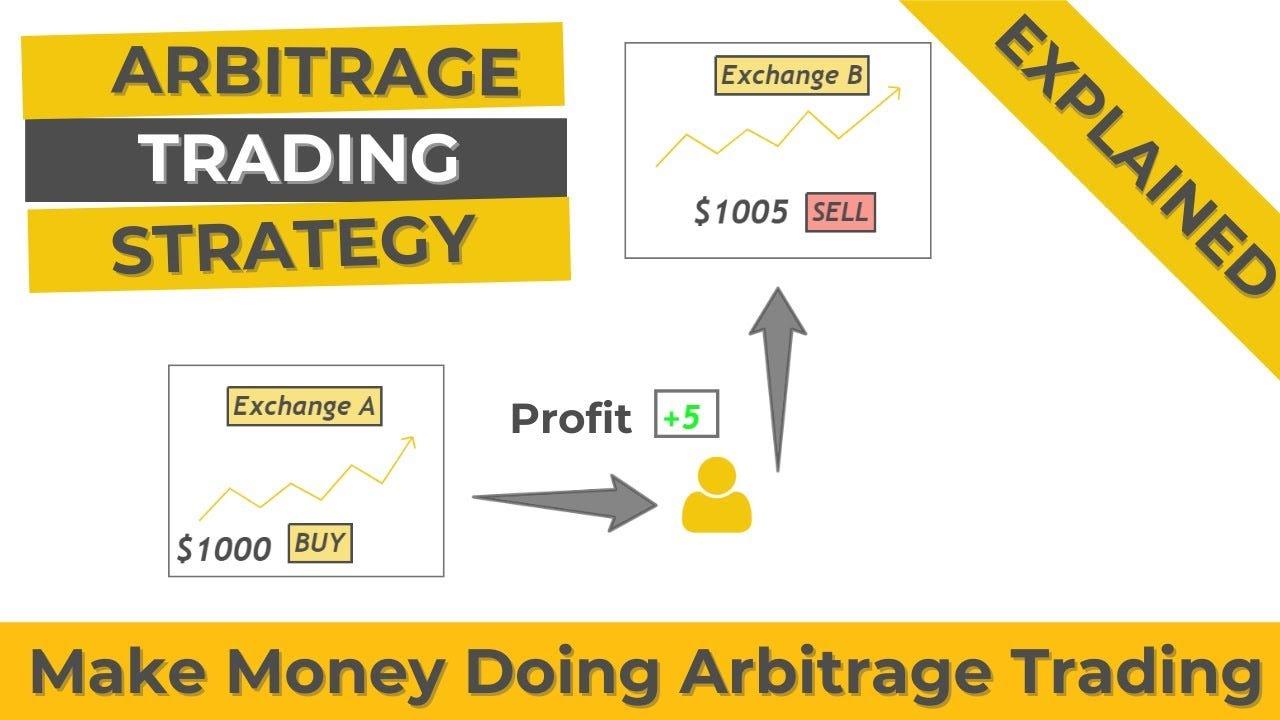 ARBITRAGE
TRADING
STRATEGY
EXPLAINED
Exchange B
$1005 SELL
Exchange A
$1000 BUY
Profit +5
Make Money Doing Arbitrage Trading